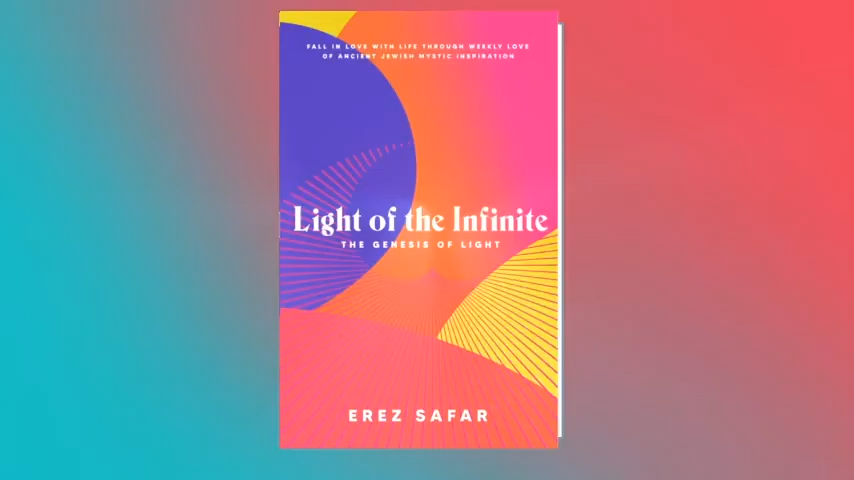 FALL IN LOVE WITH LIFE THROUGH WEEKLY LOVE
OF ANCIENT JEWISH MYSTIC INSPIRATION
Light of the Infinite
THE GENESIS OF LIGHT
EREZ SAFAR